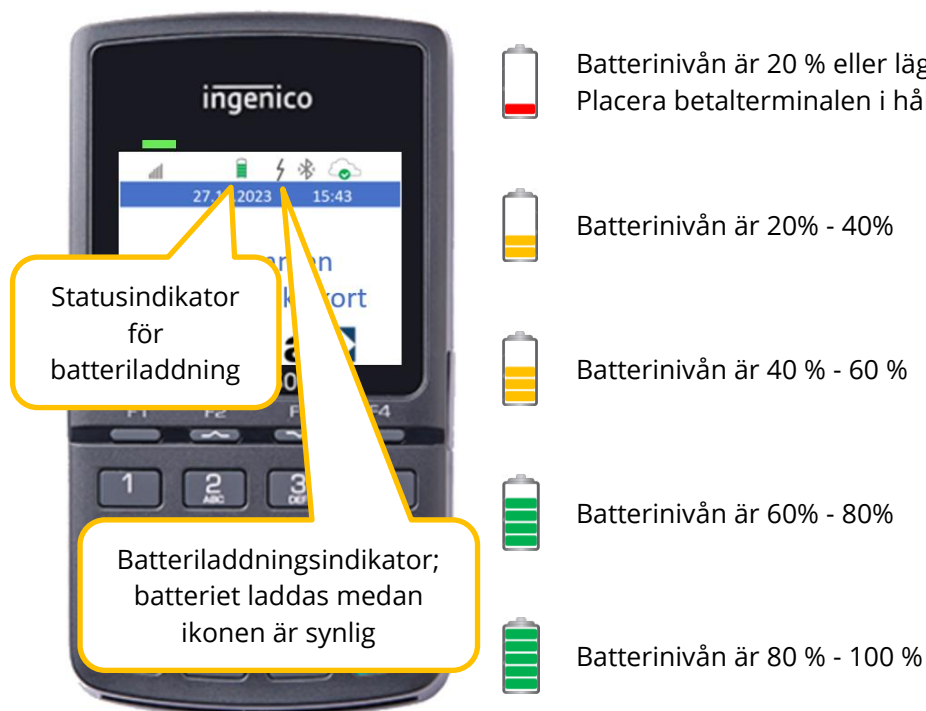 ingenico
27.1 .2023 15:43
Statusindikator
för
batteriladdning
F1 F2 F F4
1 2 3
ABC DEF
Batteriladdningsindikator;
batteriet laddas medan
ikonen är synlig
Batterinivån är 20 % eller läg
Placera betalterminalen i hål
Batterinivån är 20% - 40%
Batterinivån är 40 % - 60 %
Batterinivån är 60% - 80%
Batterinivån är 80 % - 100 %